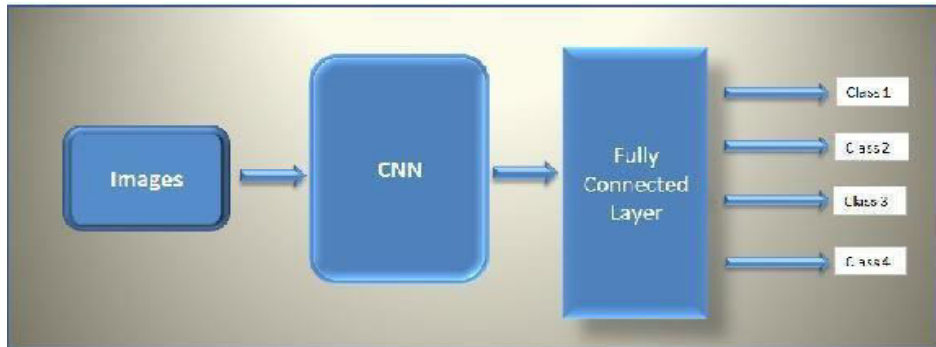 Images
CNN
Fully
Connected
Layer
Class 1
Class 2
Class 3
Class 4